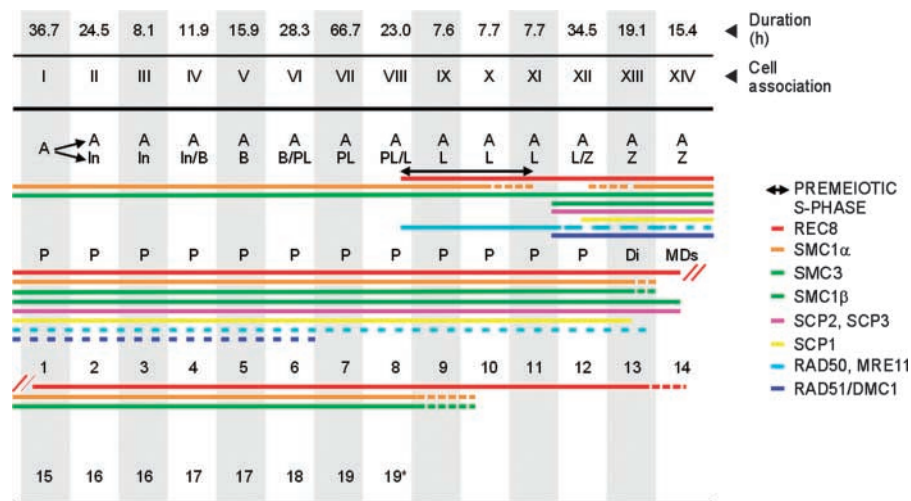 36.7 24.5 8.1 11.9 15.9 28.3 66.7 23.0 7.6 7.7 7.7 34.5 19.1 15.4 Duration
(h)
I II III IV V VI VII VIII IX X XI XII XIII XIV Cell
association
A A A A A A A A A A A A A
A
In In In/B B B/PL PL PL/L L L L L/Z Z Z
PREMEIOTIC
S-PHASE
REC8
SMC1α
SMC3
SMC1β
SCP2, SCP3
SCP1
RAD50, MRE11
RAD51/DMC1
P P P P P P P P P P P P Di MDs
1 2 3 4 5 6 7 8 9 10 11 12 13 14
15 16 16 17 17 18 19 19*